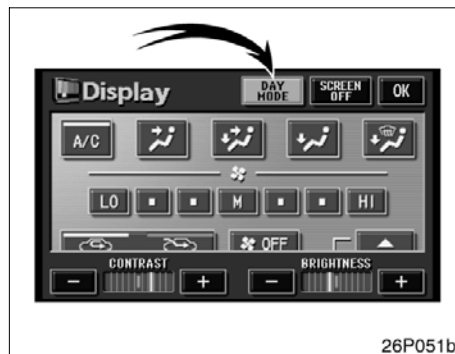 Display
DAY
MODE
SCREEN
OFF
OK
A/C
LO M HI
OFF
CONTRAST BRIGHTNESS
- + - +
26P051b